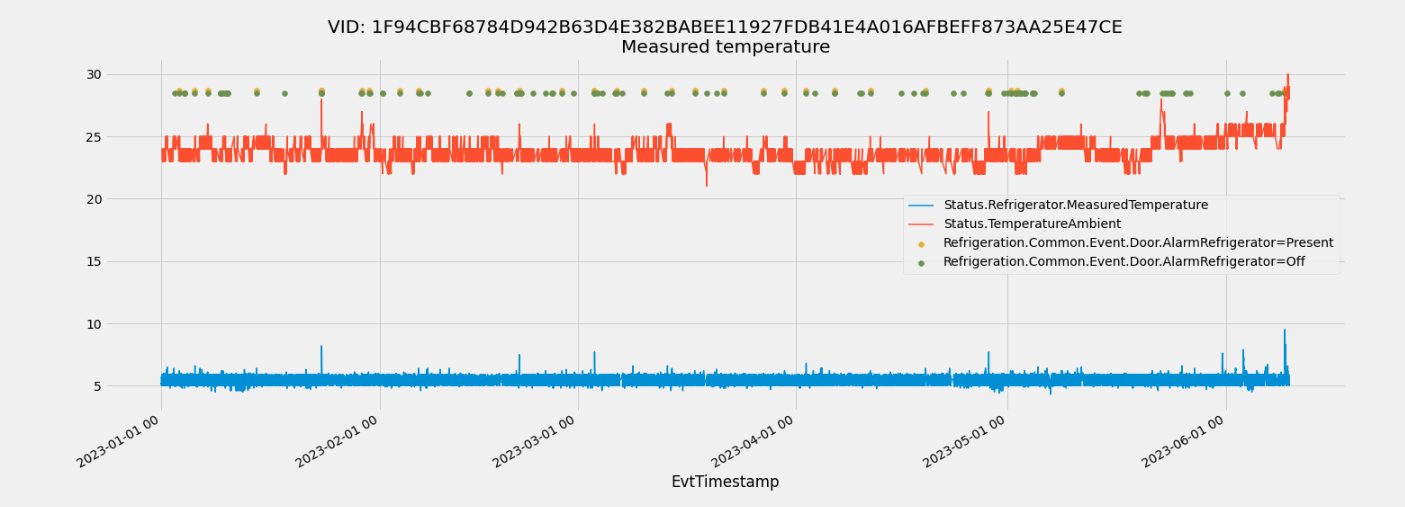 VID: 1F94CBF68784D942B63D4E382BABEE11927FDB41E4A016AFBEFF873AA25E47CE
Measured temperature
30
25
20
15
10
5
Status.Refrigerator.MeasuredTemperature
Status.TemperatureAmbient
Refrigeration.Common.Event.Door.AlarmRefrigerator=Present
Refrigeration.Common.Event.Door.AlarmRefrigerator=Off
2023-01-01 00
2023-02-01 00
2023-03-01 00
2023-04-01 00
2023-05-01 00
2023-06-01 00
EvtTimestamp